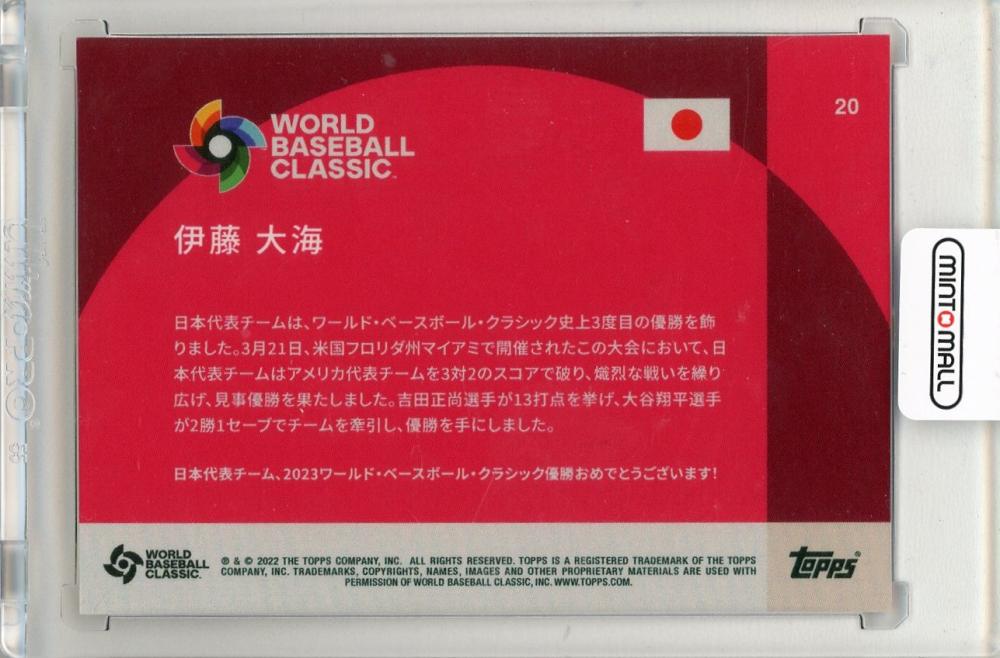 WORLD
BASEBALL
CLASSIC™
20
伊藤 大海
日本代表チームは、ワールド・ベースボール・クラシック史上3度目の優勝を飾
りました。3月21日、米国フロリダ州マイアミで開催されたこの大会において、日
本代表チームはアメリカ代表チームを3対2のスコアで破り、熾烈な戦いを繰り
広げ、見事優勝を果たしました。吉田正尚選手が13打点を挙げ、大谷翔平選手
が2勝1セーブでチームを牽引し、優勝を手にしました。
日本代表チーム、2023ワールド・ベースボール・クラシック優勝おめでとうございます!
WORLD
BASEBALL
CLASSIC™
® & © 2022 THE TOPPS COMPANY, INC. ALL RIGHTS RESERVED. TOPPS IS A REGISTERED TRADEMARK OF THE TOPPS
COMPANY, INC. TRADEMARKS, COPYRIGHTS, NAMES, IMAGES AND OTHER PROPRIETARY MATERIALS ARE USED WITH
PERMISSION OF WORLD BASEBALL CLASSIC, INC. WWW.TOPPS.COM.
topps®
MINTOMALL